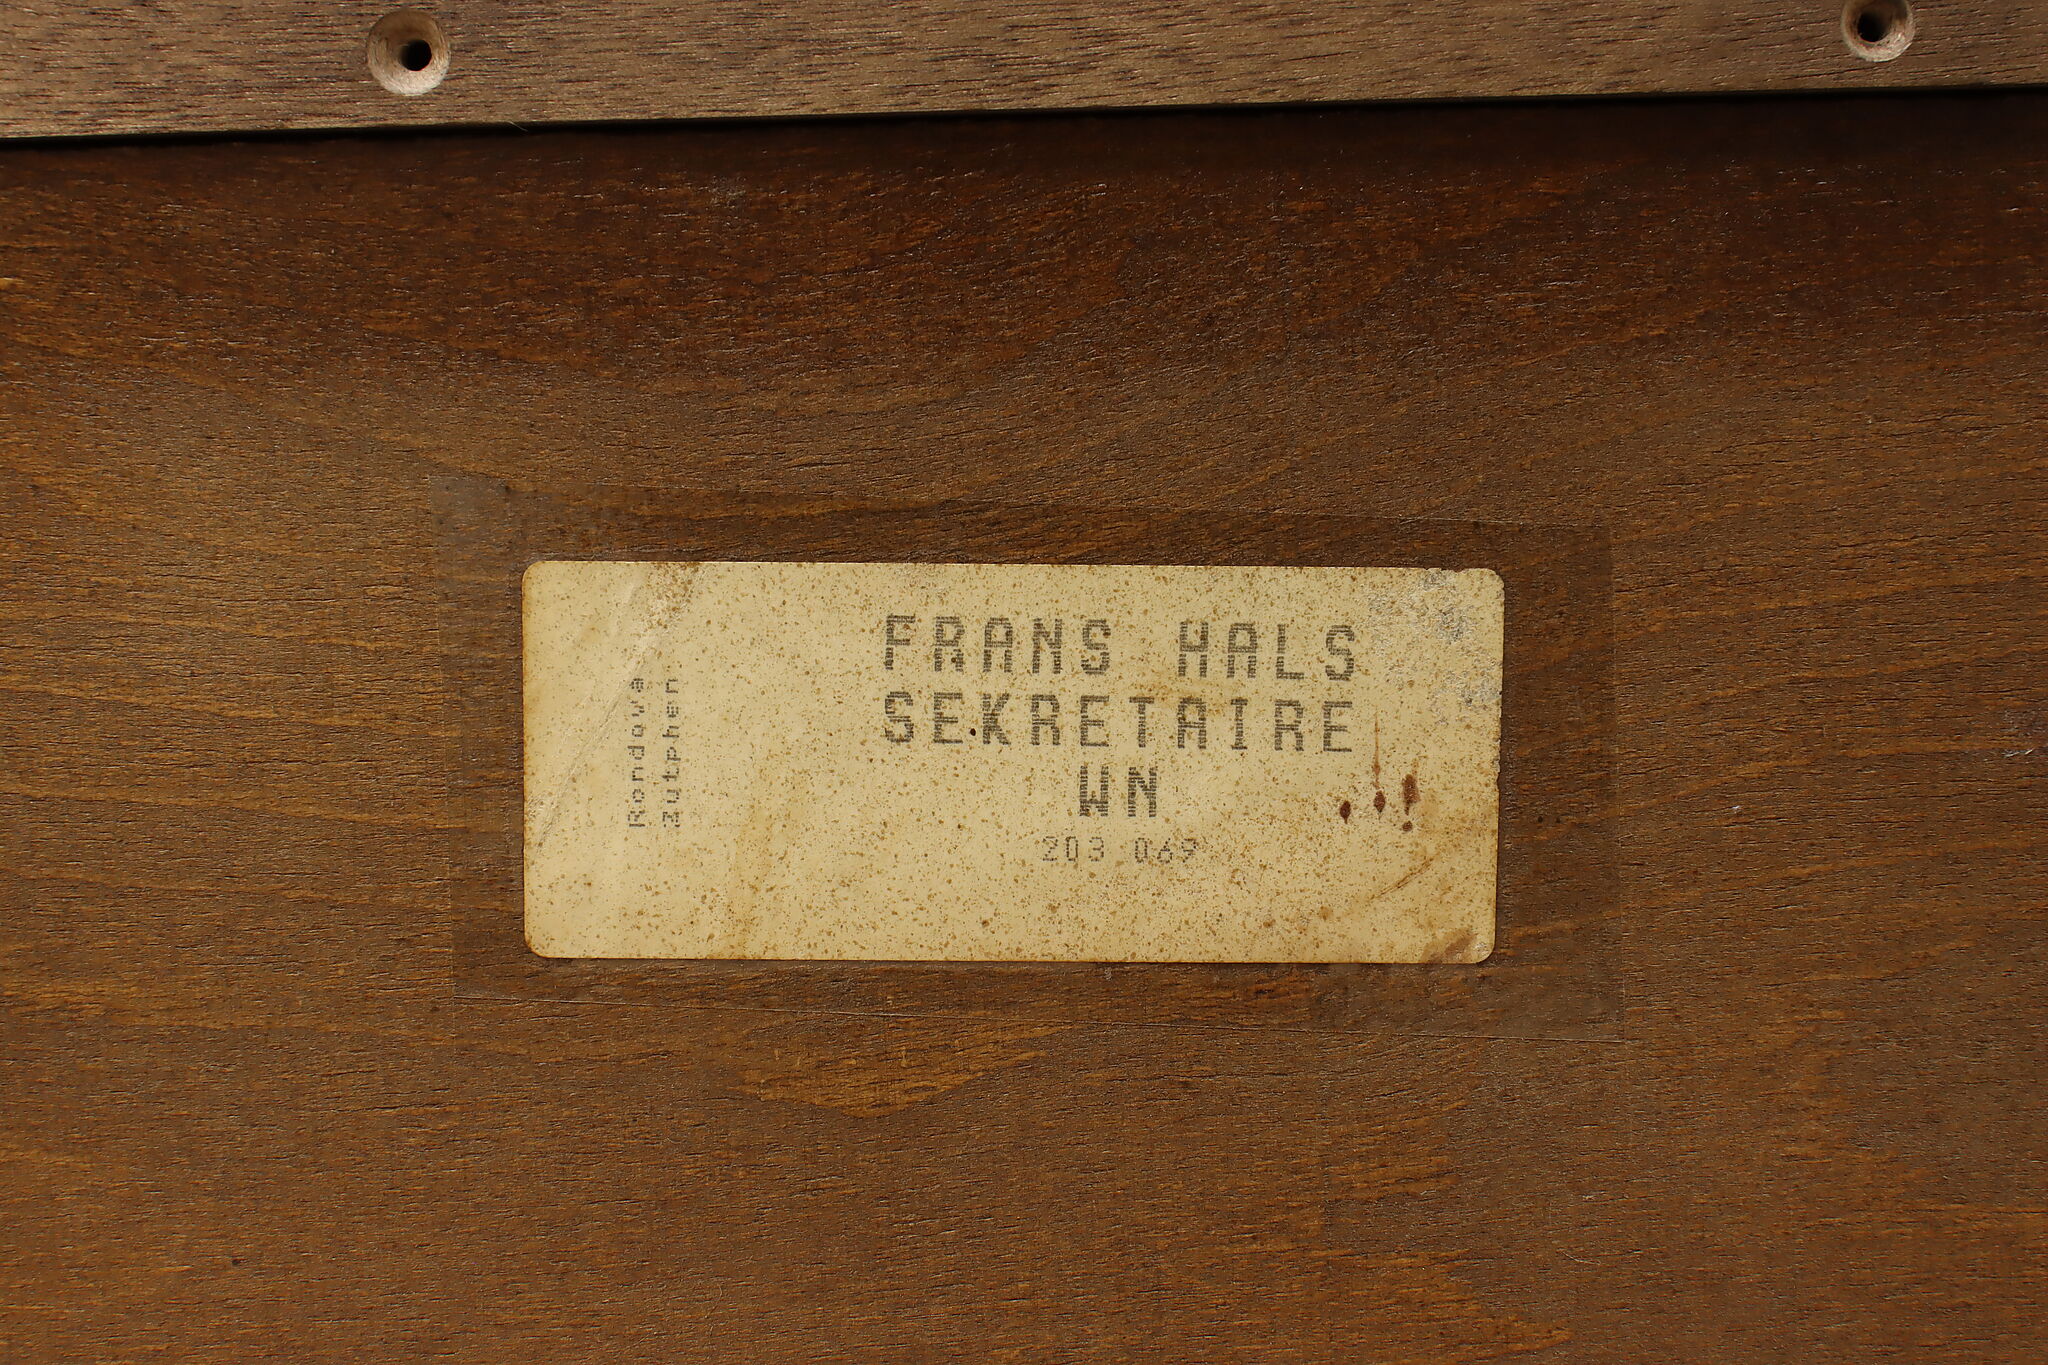 FRANS HALS
SEKRETAIRE
WN
203 069
Rondova
Zutphen